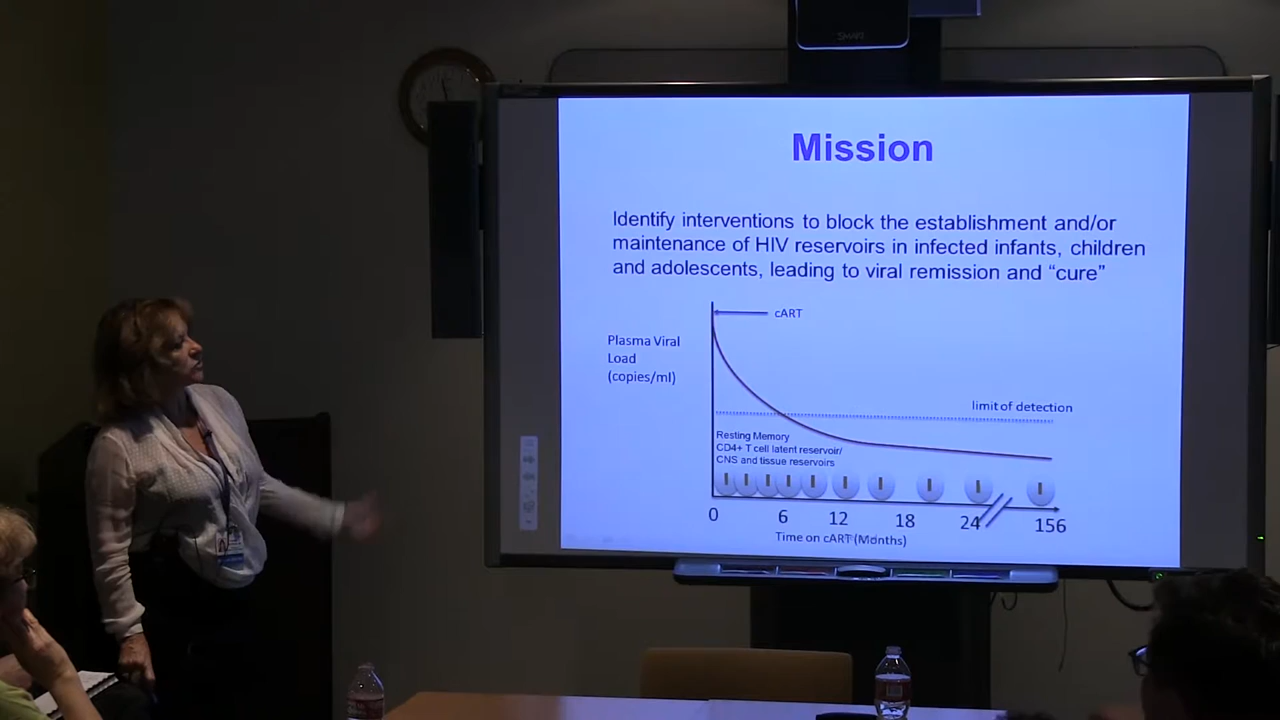 SMART
Mission
Identify interventions to block the establishment and/or
maintenance of HIV reservoirs in infected infants, children
and adolescents, leading to viral remission and “cure”
cART
Plasma Viral
Load
(copies/ml)
limit of detection
Resting Memory
CD4+ T cell latent reservoir/
CNS and tissue reservoirs
0 6 12 18 24 156
Time on cART (Months)